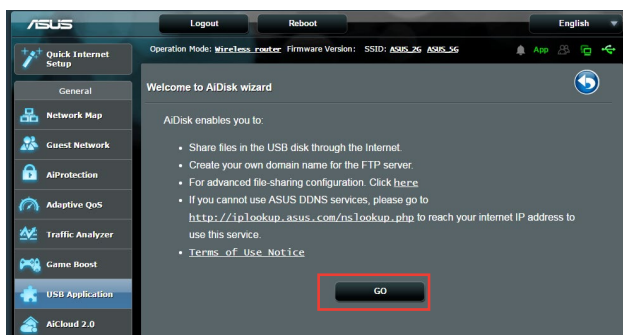 ASUS
Logout
Reboot
English
Quick Internet
Setup
Operation Mode: Wireless router Firmware Version: SSID: ASUS_2G ASUS_5G
App
General
Welcome to AiDisk wizard
Network Map
AiDisk enables you to:
Guest Network
• Share files in the USB disk through the Internet.
• Create your own domain name for the FTP server.
AiProtection
• For advanced file-sharing configuration. Click here
Adaptive QoS
• If you cannot use ASUS DDNS services, please go to
http://iplookup.asus.com/nslookup.php to reach your internet IP address to
use this service.
Traffic Analyzer
• Terms of Use Notice
Game Boost
USB Application
GO
AiCloud 2.0